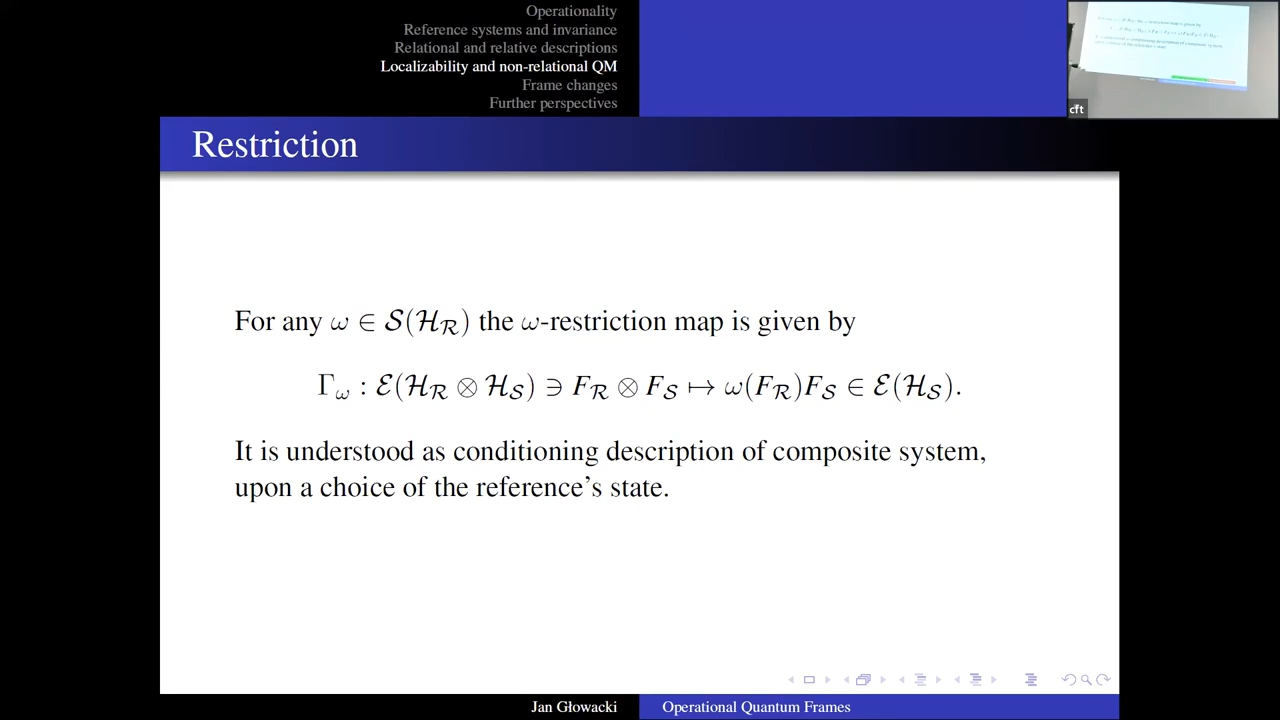 Operationality
Reference systems and invariance
Relational and relative descriptions
Localizability and non-relational QM
Frame changes
Further perspectives
cft
Restriction
For any ω ∈ 𝒮(ℋ_ℛ) the ω-restriction map is given by
Γ_ω : ℰ(ℋ_ℛ ⊗ ℋ_𝒮) ∋ F_ℛ ⊗ F_𝒮 ↦ ω(F_ℛ)F_𝒮 ∈ ℰ(ℋ_𝒮).
It is understood as conditioning description of composite system,
upon a choice of the reference's state.
Jan Głowacki
Operational Quantum Frames